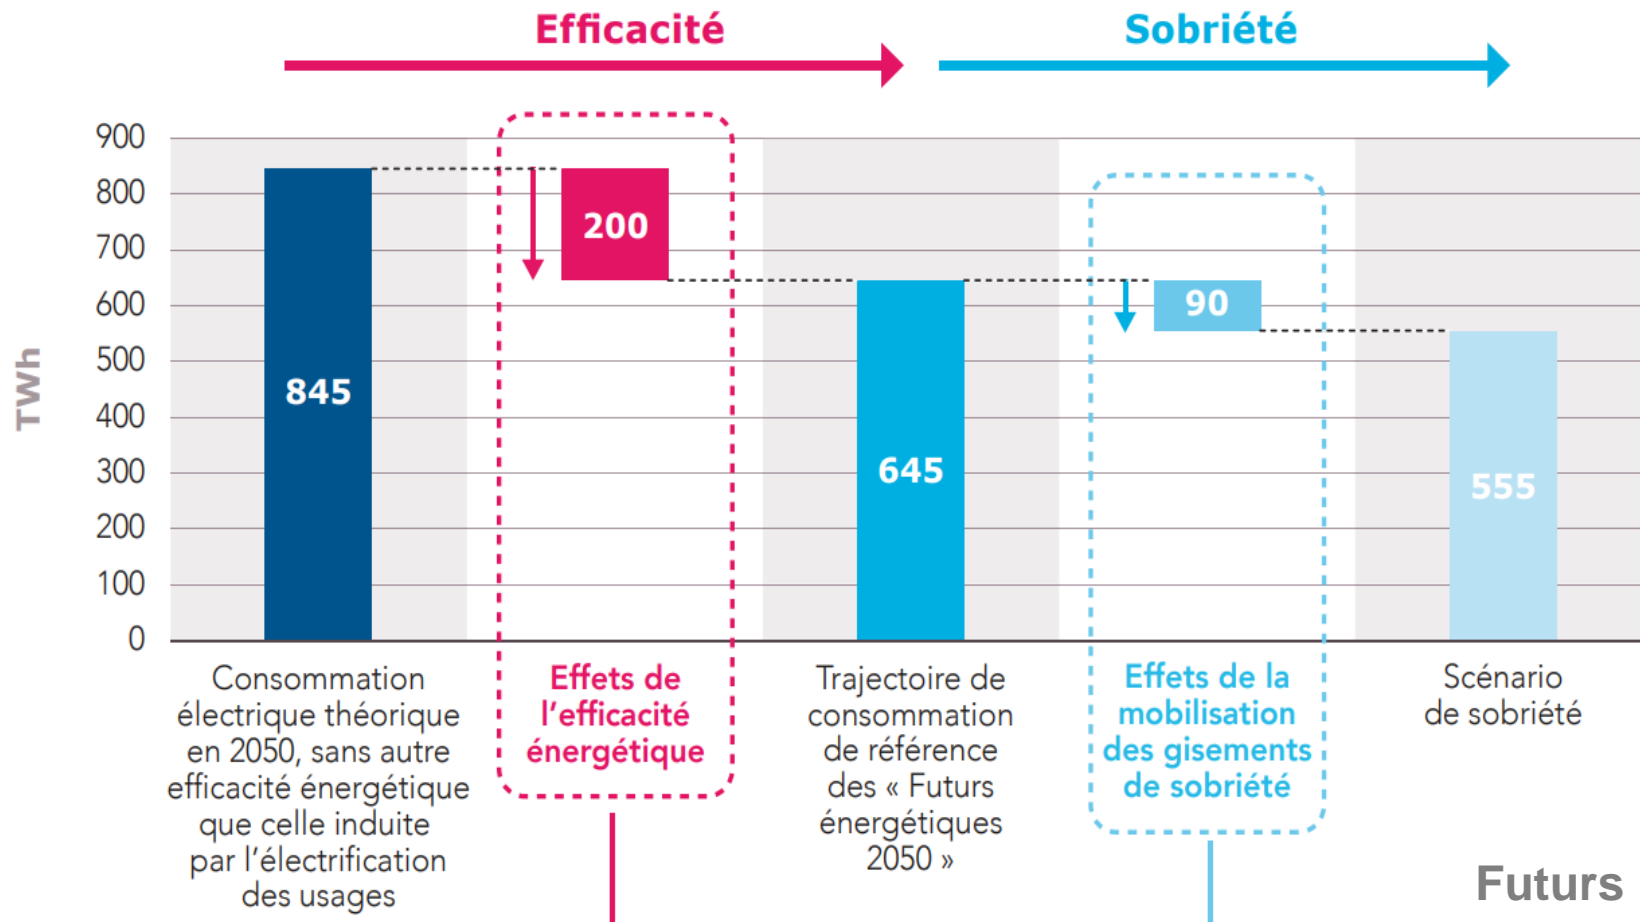 Efficacité
Sobriété
TWh
900
800
700
600
500
400
300
200
100
0
845
200
645
90
555
Consommation
électrique théorique
en 2050, sans autre
efficacité énergétique
que celle induite
par l’électrification
des usages
Effets de
l’efficacité
énergétique
Trajectoire de
consommation
de référence
des « Futurs
énergétiques
2050 »
Effets de la
mobilisation
des gisements
de sobriété
Scénario
de sobriété
Futurs